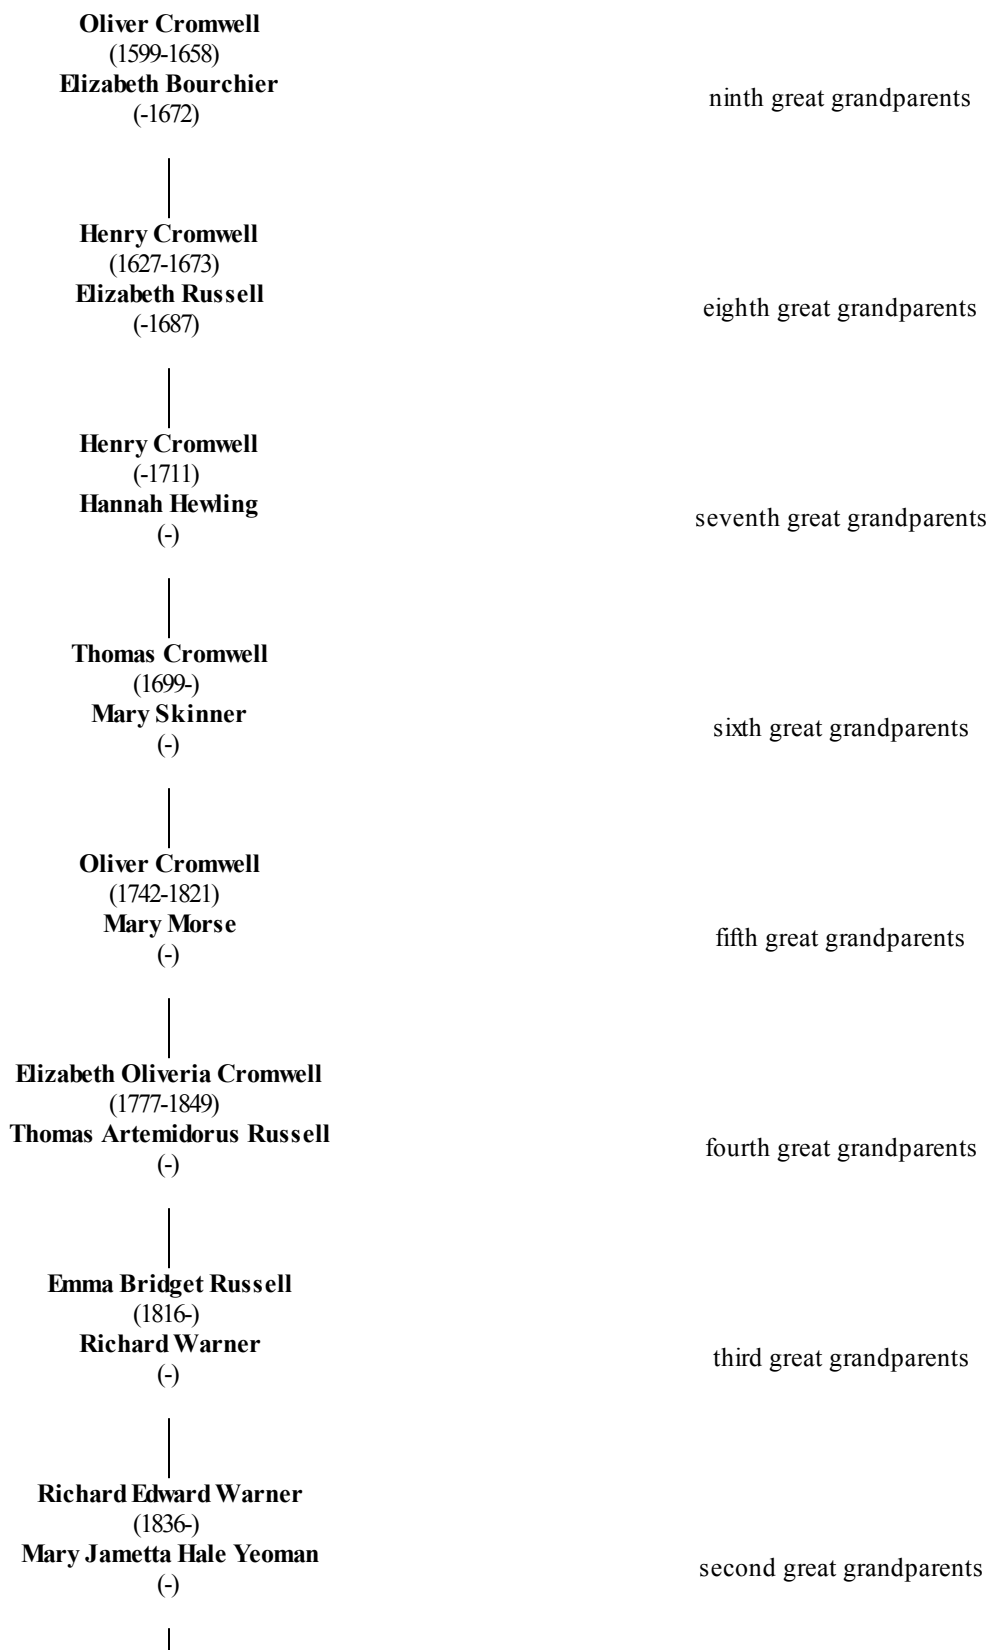 Oliver Cromwell
(1599-1658)
Elizabeth Bourchier
(-1672)
ninth great grandparents
Henry Cromwell
(1627-1673)
Elizabeth Russell
(-1687)
eighth great grandparents
Henry Cromwell
(-1711)
Hannah Hewling
(-)
seventh great grandparents
Thomas Cromwell
(1699-)
Mary Skinner
(-)
sixth great grandparents
Oliver Cromwell
(1742-1821)
Mary Morse
(-)
fifth great grandparents
Elizabeth Oliveria Cromwell
(1777-1849)
Thomas Artemidorus Russell
(-)
fourth great grandparents
Emma Bridget Russell
(1816-)
Richard Warner
(-)
third great grandparents
Richard Edward Warner
(1836-)
Mary Jametta Hale Yeoman
(-)
second great grandparents